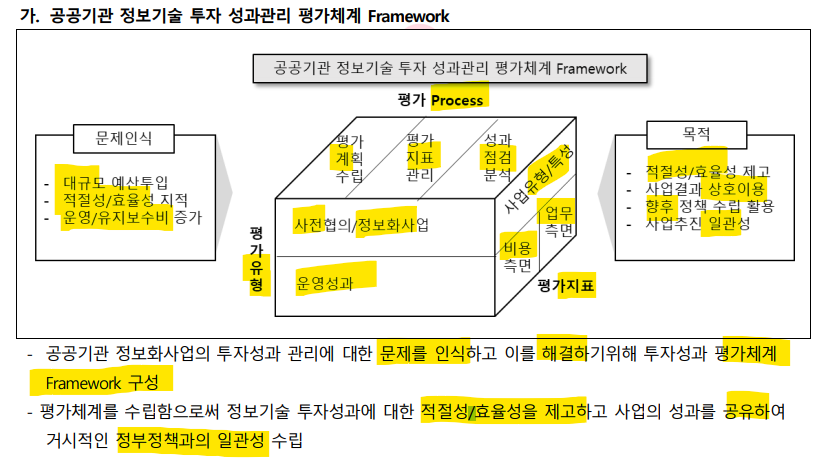 가. 공공기관 정보기술 투자 성과관리 평가체계 Framework
공공기관 정보기술 투자 성과관리 평가체계 Framework
평가 Process
문제인식
- 대규모 예산투입
- 적절성/효율성 지적
- 운영/유지보수비 증가
평가
계획
수립
평가
지표
관리
성과
점검
분석
사업유형/특성
사전협의/정보화사업
운영성과
업무
측면
비용
측면
평가유형
평가지표
목적
- 적절성/효율성 제고
- 사업결과 상호이용
- 향후 정책 수립 활용
- 사업추진 일관성
- 공공기관 정보화사업의 투자성과 관리에 대한 문제를 인식하고 이를 해결하기위해 투자성과 평가체계
Framework 구성
- 평가체계를 수립함으로써 정보기술 투자성과에 대한 적절성/효율성을 제고하고 사업의 성과를 공유하여
거시적인 정부정책과의 일관성 수립